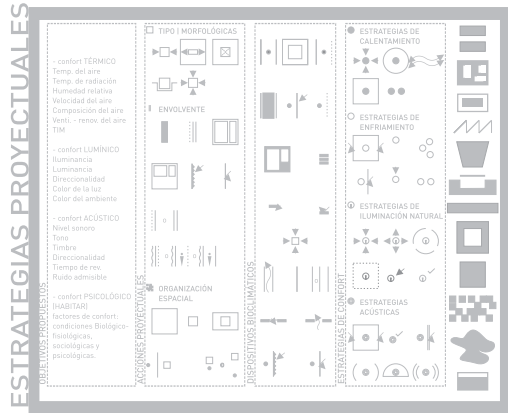 ESTRATEGIAS PROYECTUALES
OBJETIVOS PROPUESTOS
- confort TÉRMICO
Temp. del aire
Temp. de radiación
Humedad relativa
Velocidad del aire
Composición del aire
Venti. - renov. del aire
TIM
- confort LUMÍNICO
Iluminancia
Luminancia
Direccionalidad
Color de la luz
Color del ambiente
- confort ACÚSTICO
Nivel sonoro
Tono
Timbre
Direccionalidad
Tiempo de rev.
Ruido admisible
- confort PSICOLÓGICO
(HABITAR)
factores de confort:
condiciones Biológico-
fisiológicas,
sociológicas y
psicológicas.
ACCIONES PROYECTUALES
TIPO | MORFOLÓGICAS
ENVOLVENTE
ORGANIZACIÓN
ESPACIAL
DISPOSITIVOS BIOCLIMÁTICOS
ESTRATEGIAS DE CONFORT
ESTRATEGIAS DE
CALENTAMIENTO
ESTRATEGIAS DE
ENFRIAMIENTO
ESTRATEGIAS DE
ILUMINACIÓN NATURAL
ESTRATEGIAS
ACÚSTICAS